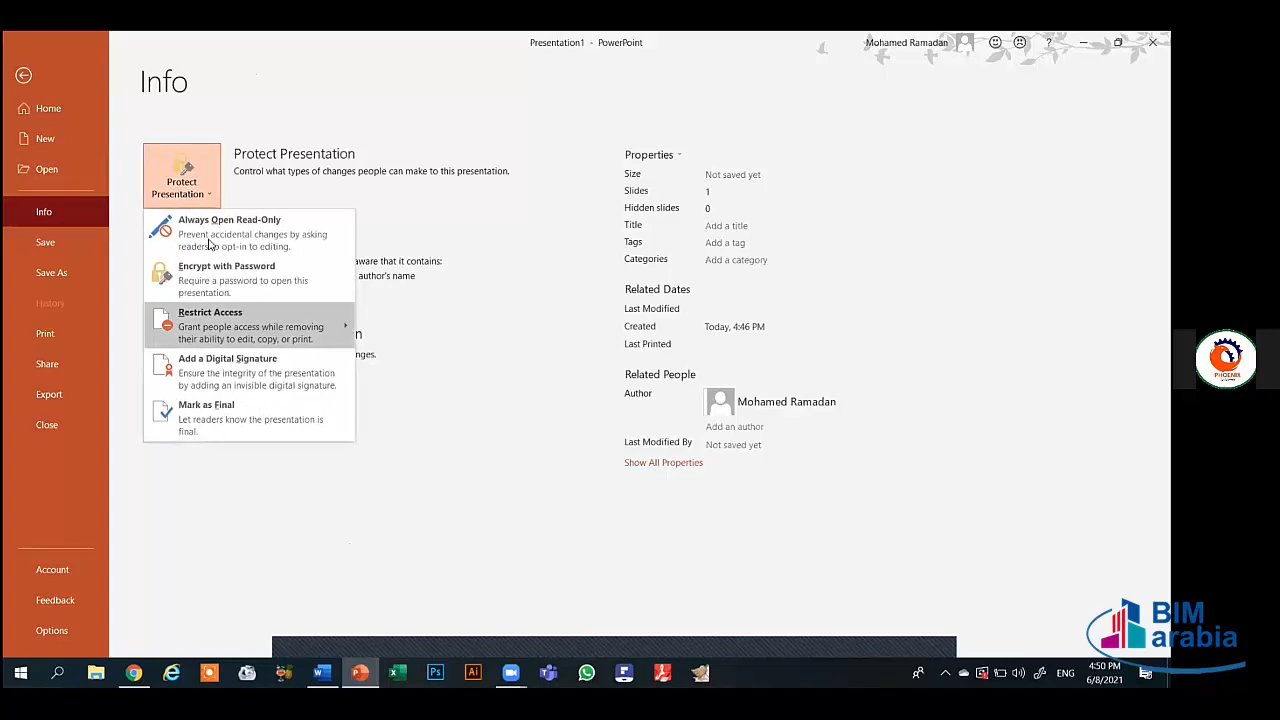 Presentation1 - PowerPoint
Mohamed Ramadan
?
Info
Home
New
Open
Info
Save
Save As
History
Print
Share
Export
Close
Account
Feedback
Options
Protect
Presentation
Protect Presentation
Control what types of changes people can make to this presentation.
Always Open Read-Only
Prevent accidental changes by asking
readers to opt-in to editing.
Encrypt with Password
Require a password to open this
presentation.
Restrict Access
Grant people access while removing
their ability to edit, copy, or print.
Add a Digital Signature
Ensure the integrity of the presentation
by adding an invisible digital signature.
Mark as Final
Let readers know the presentation is
final.
aware that it contains:
author's name
n
nges.
Properties
Size Not saved yet
Slides 1
Hidden slides 0
Title Add a title
Tags Add a tag
Categories Add a category
Related Dates
Last Modified
Created Today, 4:46 PM
Last Printed
Related People
Author Mohamed Ramadan
Add an author
Last Modified By Not saved yet
Show All Properties
PHOENIX
BIM
arabia
Ps
Ai
ENG
4:50 PM
6/8/2021